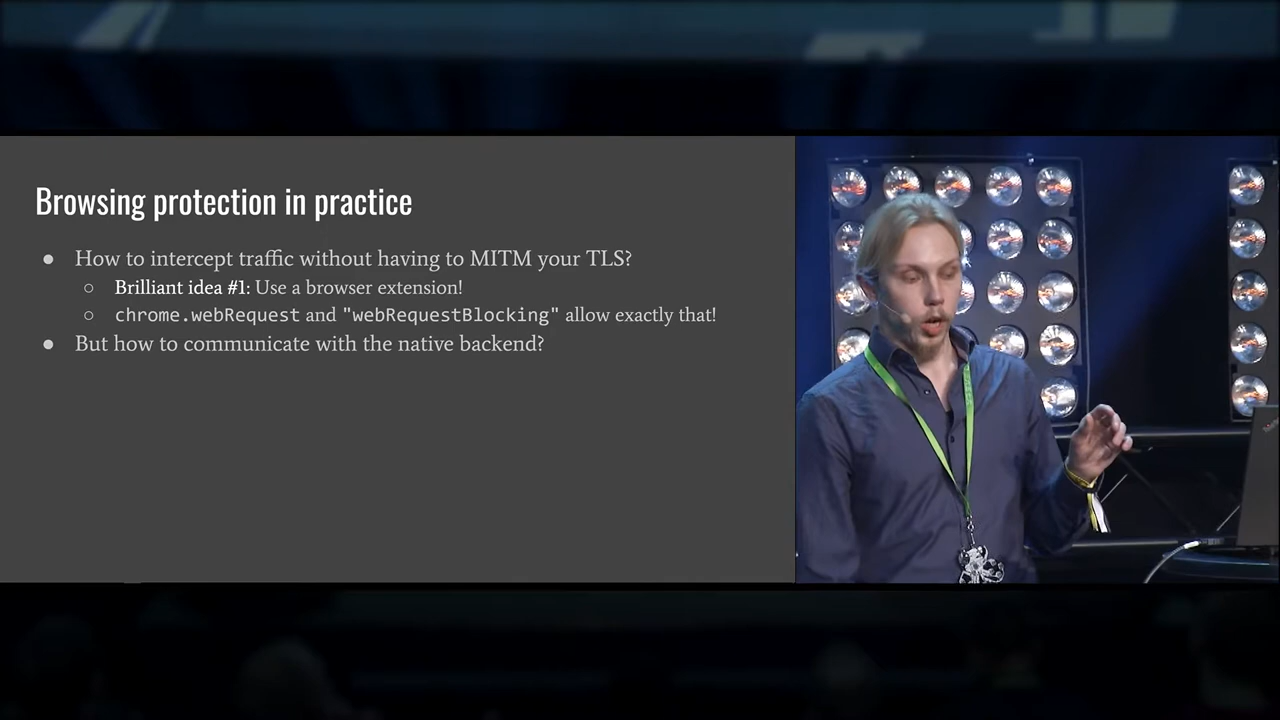 Browsing protection in practice
● How to intercept traffic without having to MITM your TLS?
○ Brilliant idea #1: Use a browser extension!
○ chrome.webRequest and "webRequestBlocking" allow exactly that!
● But how to communicate with the native backend?